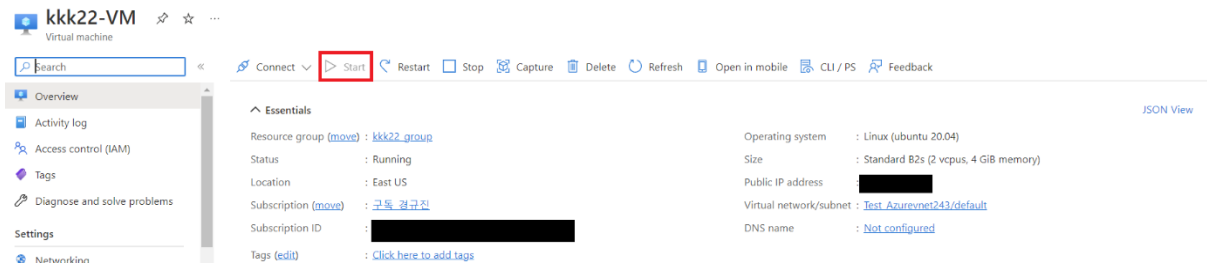 kkk22-VM
Virtual machine
Search
Connect Start Restart Stop Capture Delete Refresh Open in mobile CLI / PS Feedback
Overview
Activity log
Access control (IAM)
Tags
Diagnose and solve problems
Settings
Networking
Essentials
JSON View
Resource group (move) : kkk22_group
Status : Running
Location : East US
Subscription (move) : 구독_경규진
Subscription ID :
Tags (edit) : Click here to add tags
Operating system : Linux (ubuntu 20.04)
Size : Standard B2s (2 vcpus, 4 GiB memory)
Public IP address :
Virtual network/subnet : Test_Azurevnet243/default
DNS name : Not configured